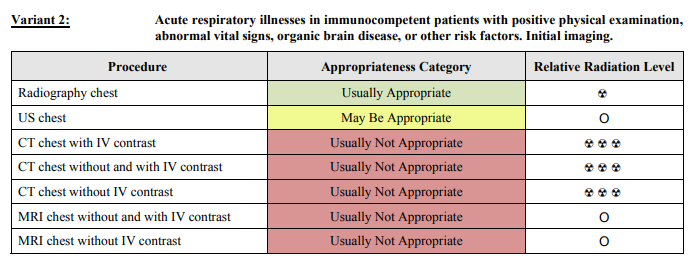 Variant 2: Acute respiratory illnesses in immunocompetent patients with positive physical examination,
abnormal vital signs, organic brain disease, or other risk factors. Initial imaging.
Procedure Appropriateness Category Relative Radiation Level
Radiography chest Usually Appropriate ☢
US chest May Be Appropriate O
CT chest with IV contrast Usually Not Appropriate ☢☢☢
CT chest without and with IV contrast Usually Not Appropriate ☢☢☢
CT chest without IV contrast Usually Not Appropriate ☢☢☢
MRI chest without and with IV contrast Usually Not Appropriate O
MRI chest without IV contrast Usually Not Appropriate O